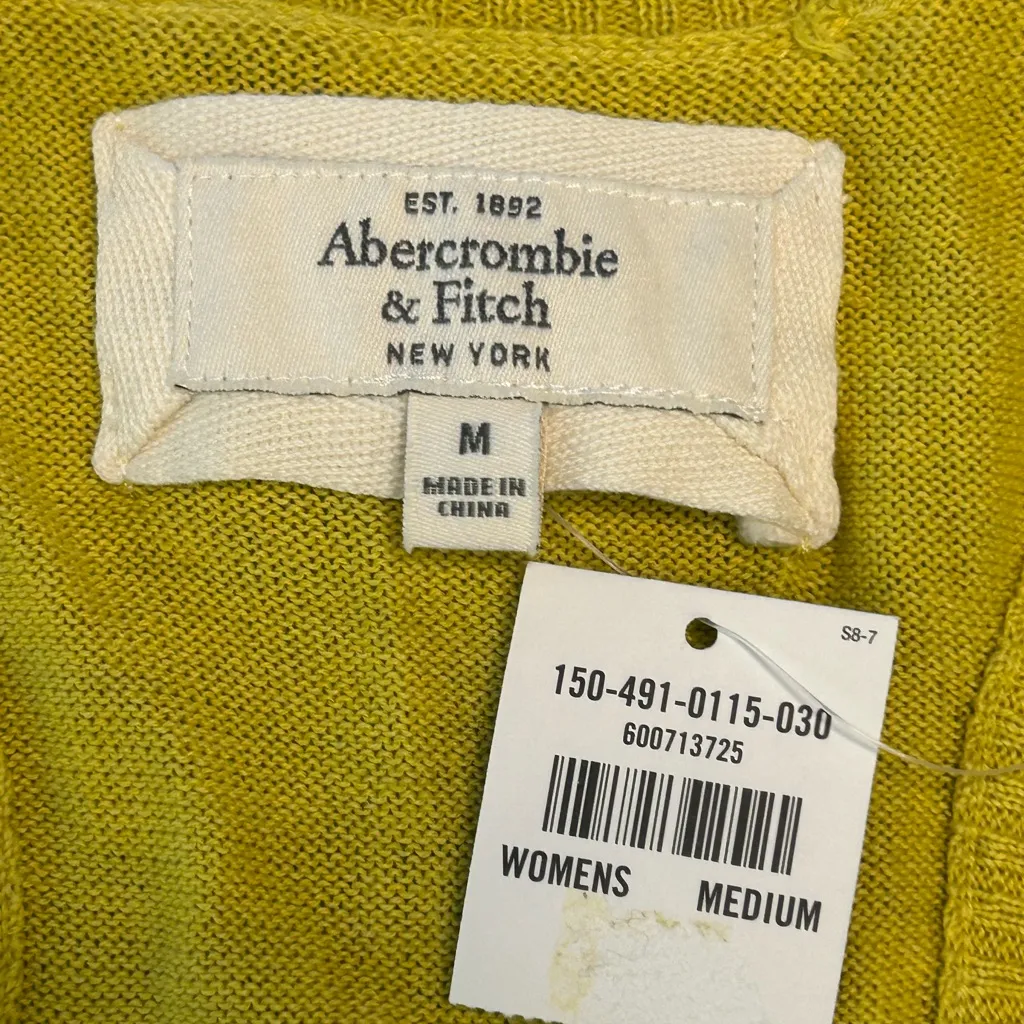 EST. 1892
Abercrombie
& Fitch
NEW YORK
M
MADE IN
CHINA
S8-7
150-491-0115-030
600713725
WOMENS MEDIUM